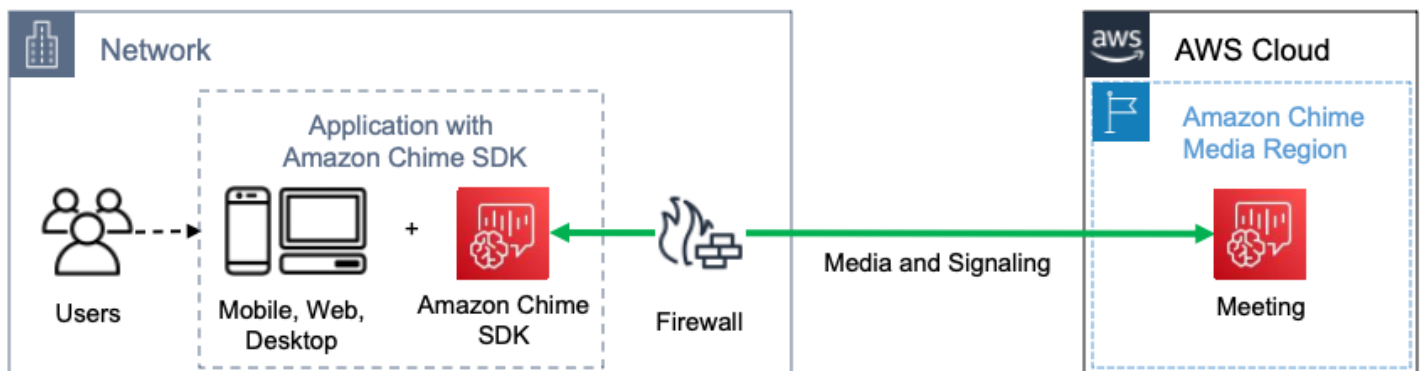 Network
aws
AWS Cloud
Application with
Amazon Chime SDK
Amazon Chime
Media Region
+
Users
Mobile, Web,
Desktop
Amazon Chime
SDK
Firewall
Media and Signaling
Meeting